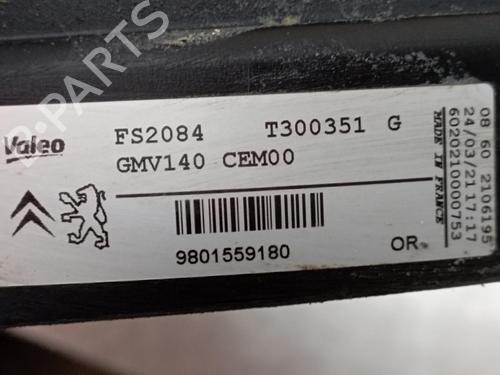 Valeo
FS2084 T300351 G
GMV140 CEM00
9801559180
OR
08 60 2106195
24/03/21 17:17
MADE IN FRANCE
6020210000753